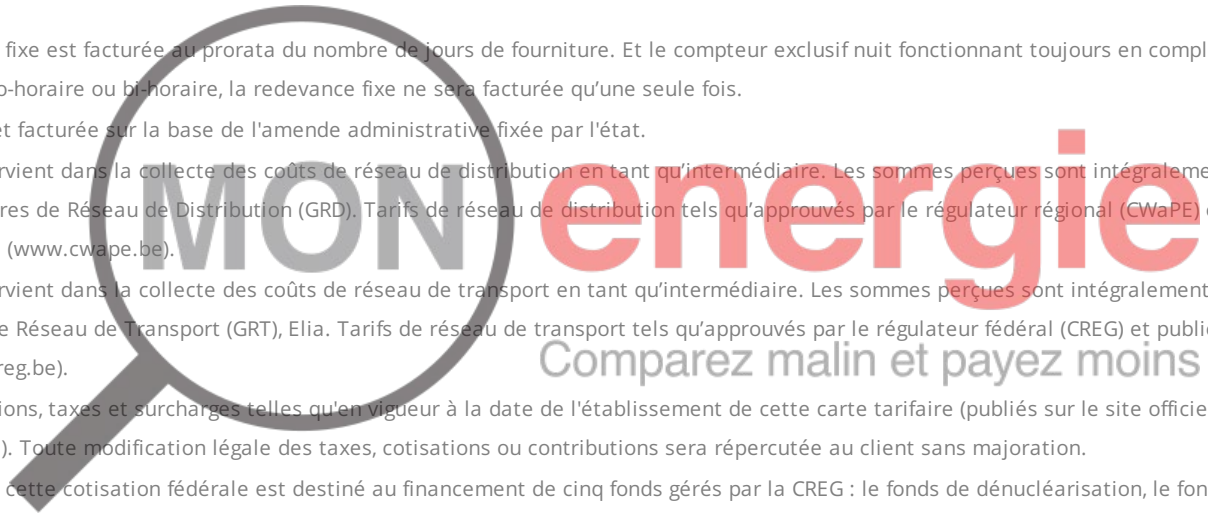 fixe est facturée au prorata du nombre de jours de fourniture. Et le compteur exclusif nuit fonctionnant toujours en compl
o-horaire ou bi-horaire, la redevance fixe ne sera facturée qu’une seule fois.
et facturée sur la base de l'amende administrative fixée par l'état.
rvient dans la collecte des coûts de réseau de distribution en tant qu’intermédiaire. Les sommes perçues sont intégraleme
res de Réseau de Distribution (GRD). Tarifs de réseau de distribution tels qu’approuvés par le régulateur régional (CWaPE)
(www.cwape.be).
MON energie
rvient dans la collecte des coûts de réseau de transport en tant qu’intermédiaire. Les sommes perçues sont intégralement
e Réseau de Transport (GRT), Elia. Tarifs de réseau de transport tels qu’approuvés par le régulateur fédéral (CREG) et public
reg.be).
Comparez malin et payez moins
ions, taxes et surcharges telles qu'en vigueur à la date de l'établissement de cette carte tarifaire (publiés sur le site officie
). Toute modification légale des taxes, cotisations ou contributions sera répercutée au client sans majoration.
cette cotisation fédérale est destiné au financement de cinq fonds gérés par la CREG : le fonds de dénucléarisation, le fon